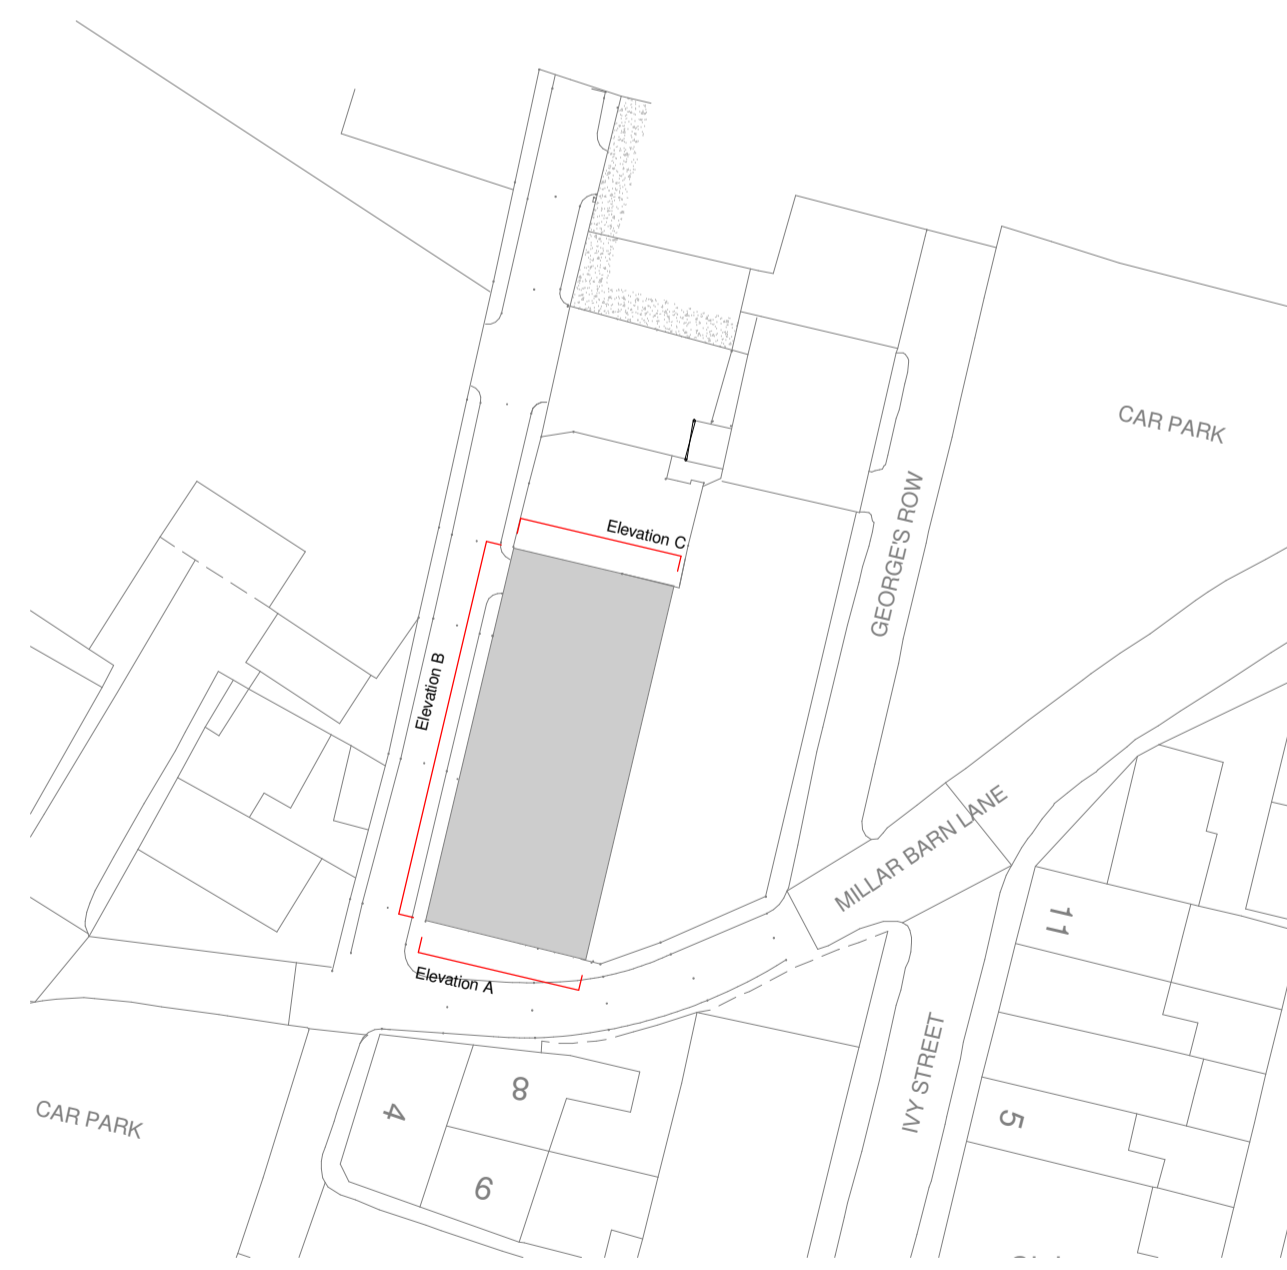 CAR PARK
Elevation C
GEORGE'S ROW
Elevation B
MILLAR BARN LANE
11
Elevation A
IVY STREET
8
4
CAR PARK
5
6